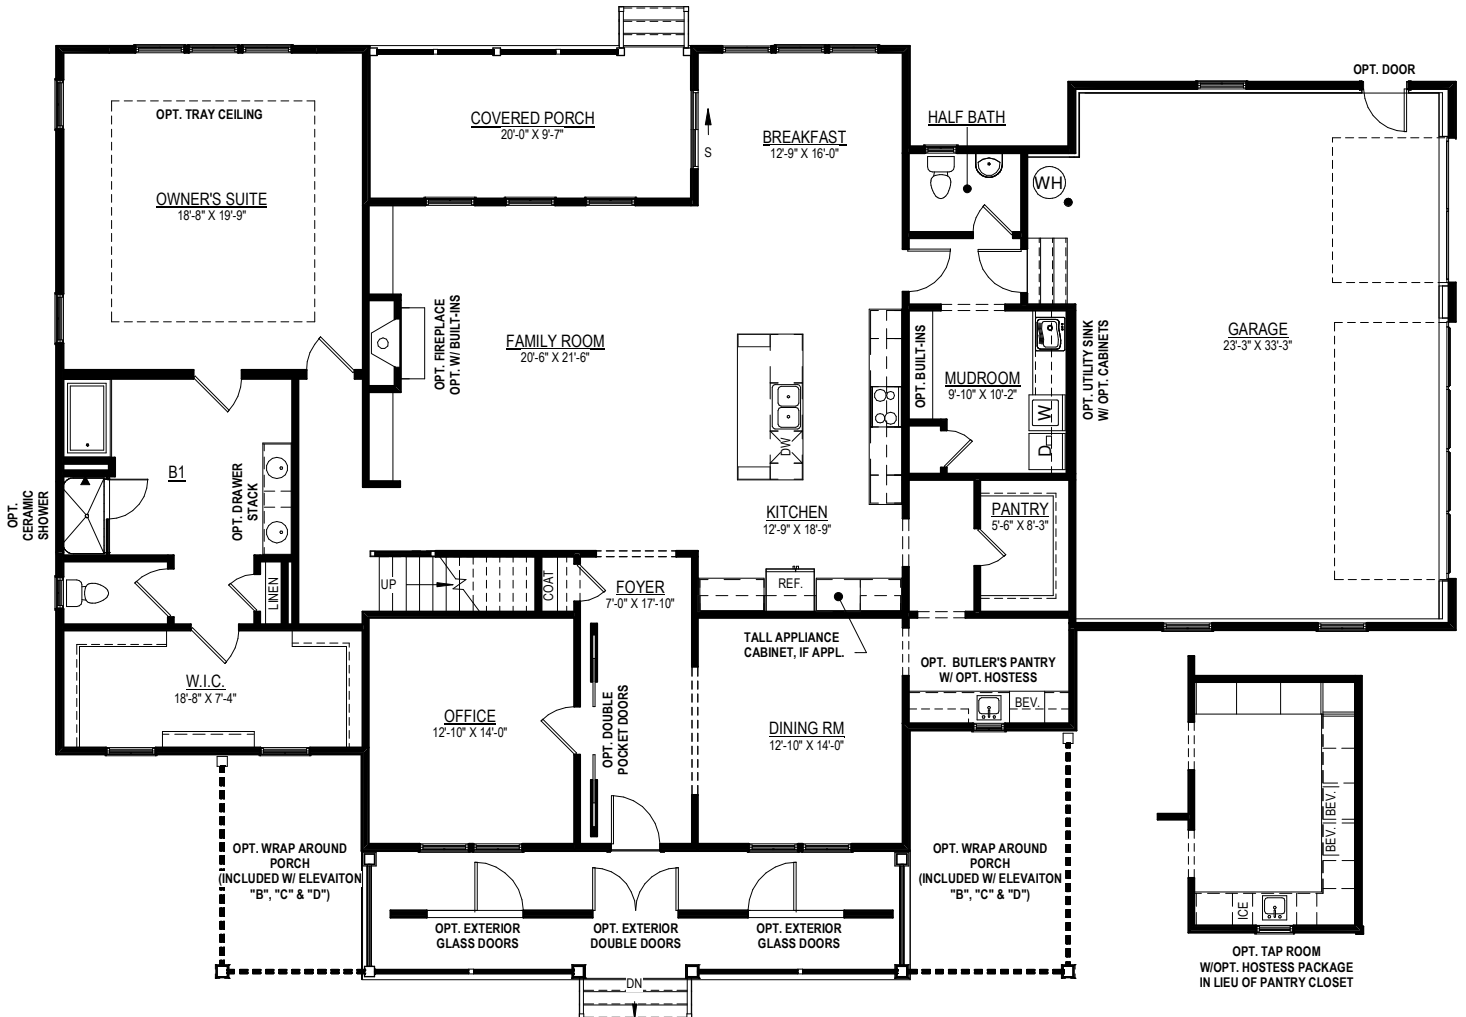 OPT. DOOR
OPT. TRAY CEILING
COVERED PORCH
20'-0" X 9'-7"
HALF BATH
BREAKFAST
12'-9" X 16'-0"
S
WH
OWNER'S SUITE
18'-8" X 19'-9"
OPT. FIREPLACE
OPT. W/ BUILT-INS
FAMILY ROOM
20'-6" X 21'-6"
OPT. BUILT-INS
MUDROOM
9'-10" X 10'-2"
W
D
OPT. UTILITY SINK
W/ OPT. CABINETS
GARAGE
23'-3" X 33'-3"
DW
B1
OPT. DRAWER
STACK
OPT.
CERAMIC
SHOWER
KITCHEN
12'-9" X 18'-9"
PANTRY
5'-6" X 8'-3"
UP
COAT
FOYER
7'-0" X 17'-10"
REF.
LINEN
TALL APPLIANCE
CABINET, IF APPL.
OPT. BUTLER'S PANTRY
W/ OPT. HOSTESS
BEV.
W.I.C.
18'-8" X 7'-4"
OFFICE
12'-10" X 14'-0"
OPT. DOUBLE
POCKET DOORS
DINING RM
12'-10" X 14'-0"
BEV.
BEV.
ICE
OPT. WRAP AROUND
PORCH
(INCLUDED W/ ELEVAITON
"B", "C" & "D")
OPT. WRAP AROUND
PORCH
(INCLUDED W/ ELEVAITON
"B", "C" & "D")
OPT. EXTERIOR
GLASS DOORS
OPT. EXTERIOR
DOUBLE DOORS
OPT. EXTERIOR
GLASS DOORS
OPT. TAP ROOM
W/OPT. HOSTESS PACKAGE
IN LIEU OF PANTRY CLOSET
DN